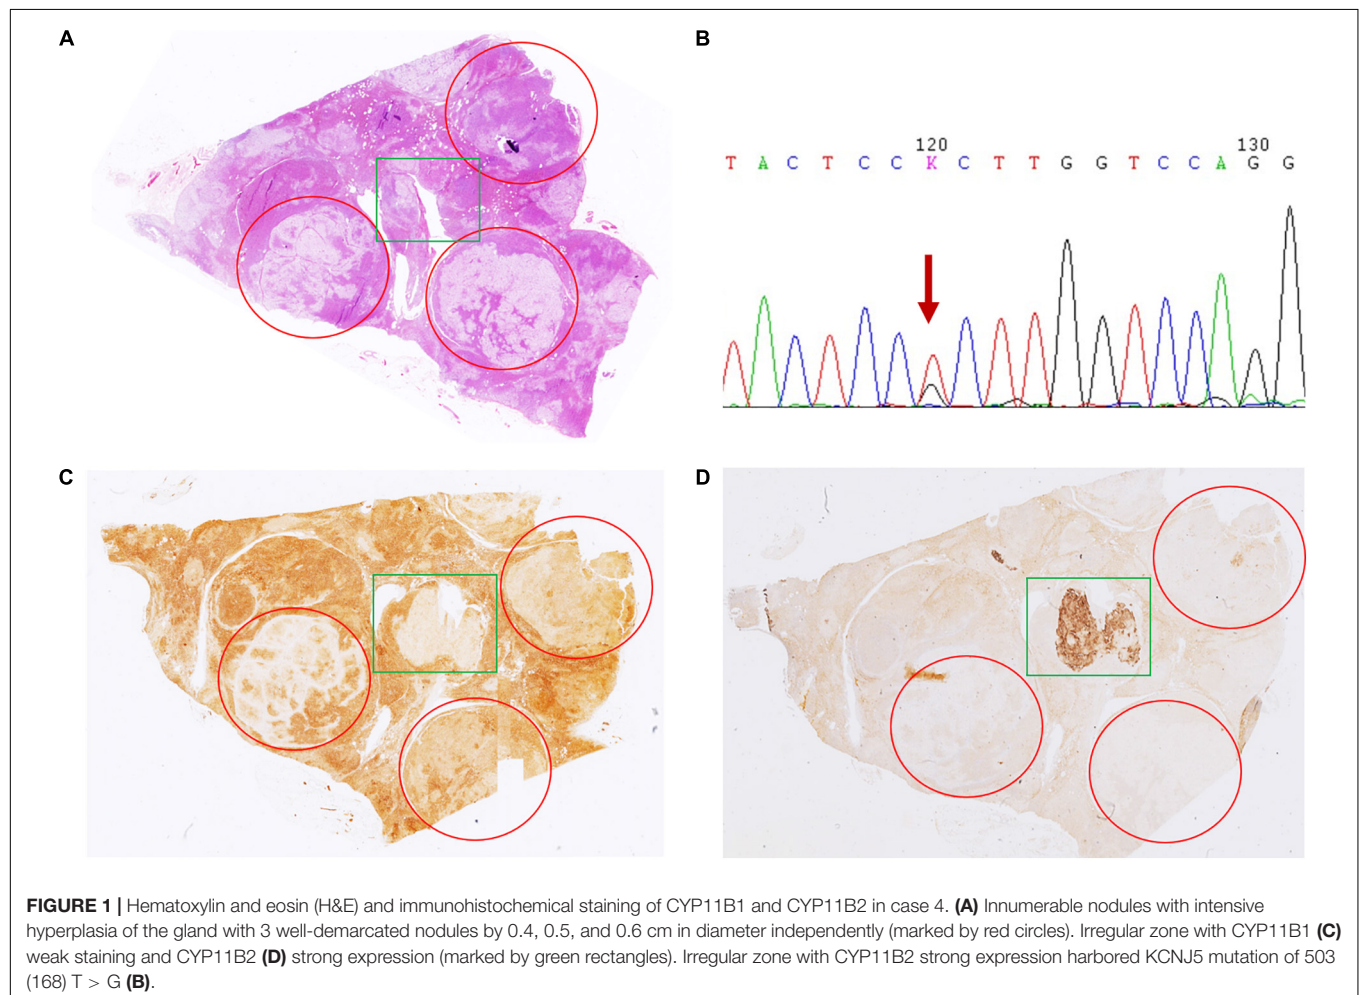 A
B
120 130
T A C T C C K C T T G G T C C A G G
C
D
FIGURE 1 | Hematoxylin and eosin (H&E) and immunohistochemical staining of CYP11B1 and CYP11B2 in case 4. (A) Innumerable nodules with intensive
hyperplasia of the gland with 3 well-demarcated nodules by 0.4, 0.5, and 0.6 cm in diameter independently (marked by red circles). Irregular zone with CYP11B1 (C)
weak staining and CYP11B2 (D) strong expression (marked by green rectangles). Irregular zone with CYP11B2 strong expression harbored KCNJ5 mutation of 503
(168) T > G (B).